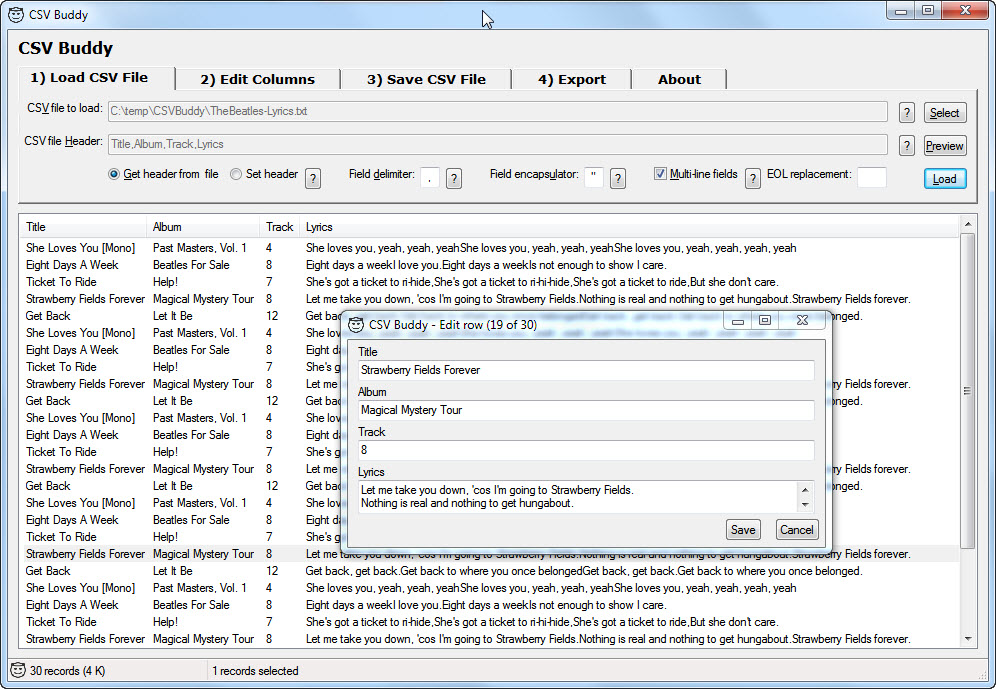 CSV Buddy
CSV Buddy
1) Load CSV File 2) Edit Columns 3) Save CSV File 4) Export About
CSV file to load: C:\temp\CSVBuddy\TheBeatles-Lyrics.txt ? Select
CSV file Header: Title,Album,Track,Lyrics ? Preview
Get header from file Set header ? Field delimiter: , ? Field encapsulator: " ? Multi-line fields ? EOL replacement: Load
Title Album Track Lyrics
She Loves You [Mono] Past Masters, Vol. 1 4 She loves you, yeah, yeah, yeahShe loves you, yeah, yeah, yeahShe loves you, yeah, yeah, yeah, yeah
Eight Days A Week Beatles For Sale 8 Eight days a weekI love you.Eight days a weekIs not enough to show I care.
Ticket To Ride Help! 7 She's got a ticket to ri-hide,She's got a ticket to ri-hi-hide,She's got a ticket to ride,But she don't care.
Strawberry Fields Forever Magical Mystery Tour 8 Let me take you down, 'cos I'm going to Strawberry Fields.Nothing is real and nothing to get hungabout.Strawberry Fields forever.
Get Back Let It Be 12 Get
She Loves You [Mono] Past Masters, Vol. 1 4 She
Eight Days A Week Beatles For Sale 8 Eight
Ticket To Ride Help! 7 She's
Strawberry Fields Forever Magical Mystery Tour 8 Let me Fields forever.
Get Back Let It Be 12 Get
She Loves You [Mono] Past Masters, Vol. 1 4 She
Eight Days A Week Beatles For Sale 8 Eight
Ticket To Ride Help! 7 She's
Strawberry Fields Forever Magical Mystery Tour 8 Let me Fields forever.
Get Back Let It Be 12 Get
She Loves You [Mono] Past Masters, Vol. 1 4 She
Eight Days A Week Beatles For Sale 8 Eight
Ticket To Ride Help! 7 She's
Strawberry Fields Forever Magical Mystery Tour 8 Let me take you down, 'cos I'm going to Strawberry Fields.Nothing is real and nothing to get hungabout.Strawberry Fields forever.
Get Back Let It Be 12 Get back, get back.Get back to where you once belongedGet back, get back.Get back to where you once belonged.
She Loves You [Mono] Past Masters, Vol. 1 4 She loves you, yeah, yeah, yeahShe loves you, yeah, yeah, yeahShe loves you, yeah, yeah, yeah, yeah
Eight Days A Week Beatles For Sale 8 Eight days a weekI love you.Eight days a weekIs not enough to show I care.
Ticket To Ride Help! 7 She's got a ticket to ri-hide,She's got a ticket to ri-hi-hide,She's got a ticket to ride,But she don't care.
Strawberry Fields Forever Magical Mystery Tour 8 Let me take you down, 'cos I'm going to Strawberry Fields.Nothing is real and nothing to get hungabout.Strawberry Fields forever.
CSV Buddy - Edit row (19 of 30)
Title
Strawberry Fields Forever
Album
Magical Mystery Tour
Track
8
Lyrics
Let me take you down, 'cos I'm going to Strawberry Fields.
Nothing is real and nothing to get hungabout.
Save Cancel
30 records (4 K) 1 records selected